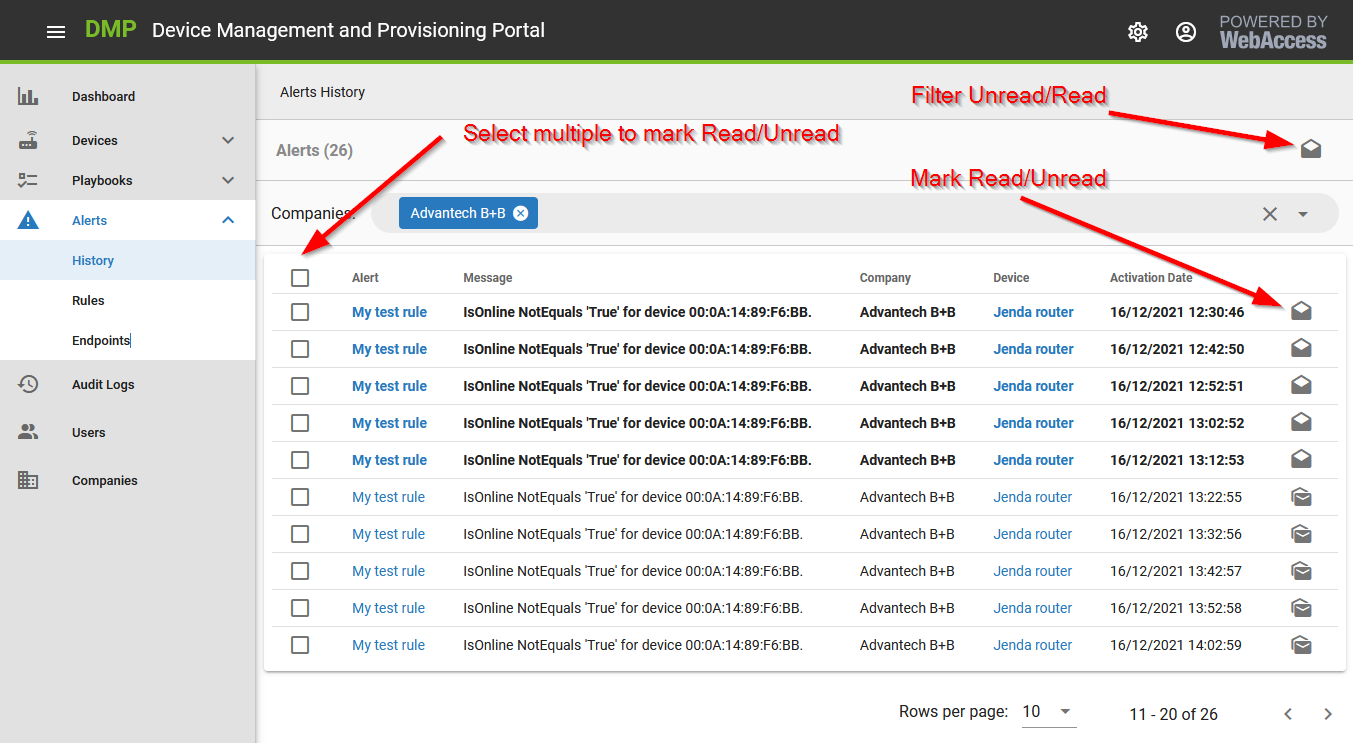 DMP Device Management and Provisioning Portal
POWERED BY
WebAccess
Dashboard
Devices
Playbooks
Alerts
History
Rules
Endpoints
Audit Logs
Users
Companies
Alerts History
Filter Unread/Read
Select multiple to mark Read/Unread
Alerts (26)
Mark Read/Unread
Companies: Advantech B+B
Alert Message Company Device Activation Date
My test rule IsOnline NotEquals 'True' for device 00:0A:14:89:F6:BB. Advantech B+B Jenda router 16/12/2021 12:30:46
My test rule IsOnline NotEquals 'True' for device 00:0A:14:89:F6:BB. Advantech B+B Jenda router 16/12/2021 12:42:50
My test rule IsOnline NotEquals 'True' for device 00:0A:14:89:F6:BB. Advantech B+B Jenda router 16/12/2021 12:52:51
My test rule IsOnline NotEquals 'True' for device 00:0A:14:89:F6:BB. Advantech B+B Jenda router 16/12/2021 13:02:52
My test rule IsOnline NotEquals 'True' for device 00:0A:14:89:F6:BB. Advantech B+B Jenda router 16/12/2021 13:12:53
My test rule IsOnline NotEquals 'True' for device 00:0A:14:89:F6:BB. Advantech B+B Jenda router 16/12/2021 13:22:55
My test rule IsOnline NotEquals 'True' for device 00:0A:14:89:F6:BB. Advantech B+B Jenda router 16/12/2021 13:32:56
My test rule IsOnline NotEquals 'True' for device 00:0A:14:89:F6:BB. Advantech B+B Jenda router 16/12/2021 13:42:57
My test rule IsOnline NotEquals 'True' for device 00:0A:14:89:F6:BB. Advantech B+B Jenda router 16/12/2021 13:52:58
My test rule IsOnline NotEquals 'True' for device 00:0A:14:89:F6:BB. Advantech B+B Jenda router 16/12/2021 14:02:59
Rows per page: 10 11 - 20 of 26